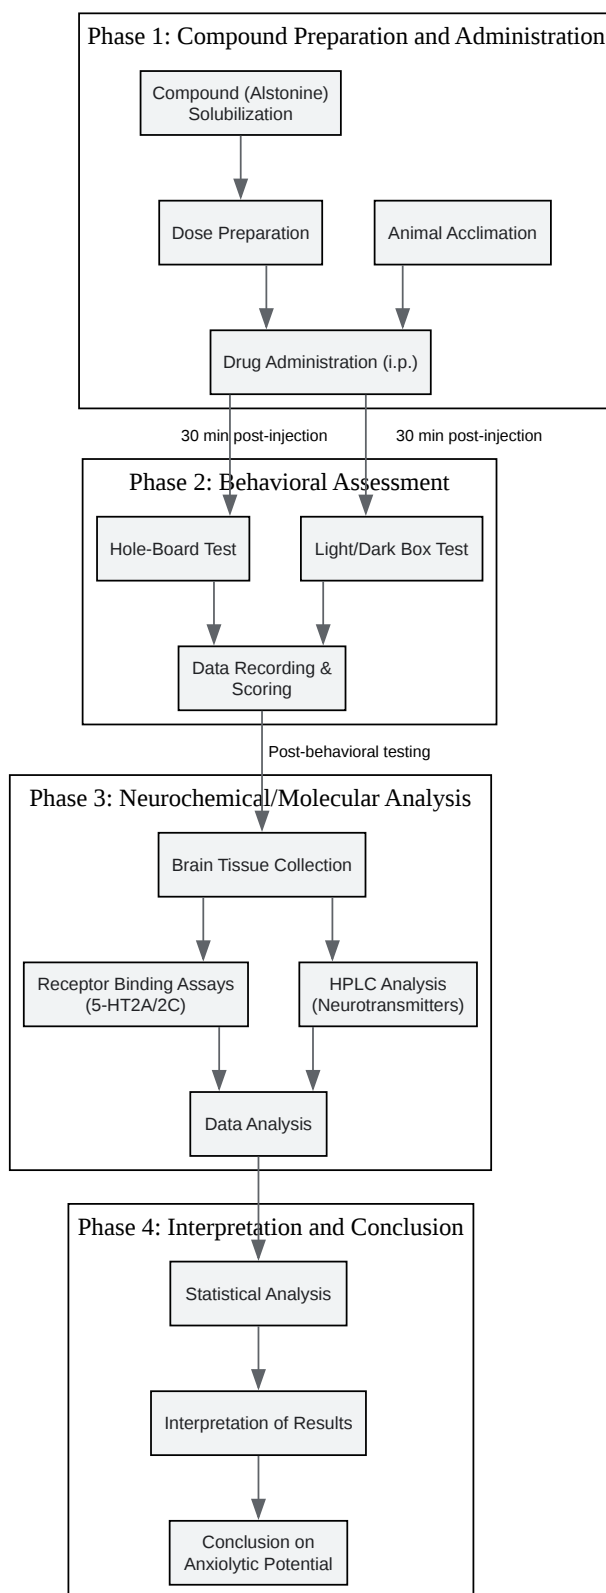 Phase 1: Compound Preparation and Administration
Compound (Alstonine)
Solubilization
Dose Preparation
Animal Acclimation
Drug Administration (i.p.)
30 min post-injection
30 min post-injection
Phase 2: Behavioral Assessment
Hole-Board Test
Light/Dark Box Test
Data Recording &
Scoring
Post-behavioral testing
Phase 3: Neurochemical/Molecular Analysis
Brain Tissue Collection
Receptor Binding Assays
(5-HT2A/2C)
HPLC Analysis
(Neurotransmitters)
Data Analysis
Phase 4: Interpretation and Conclusion
Statistical Analysis
Interpretation of Results
Conclusion on
Anxiolytic Potential